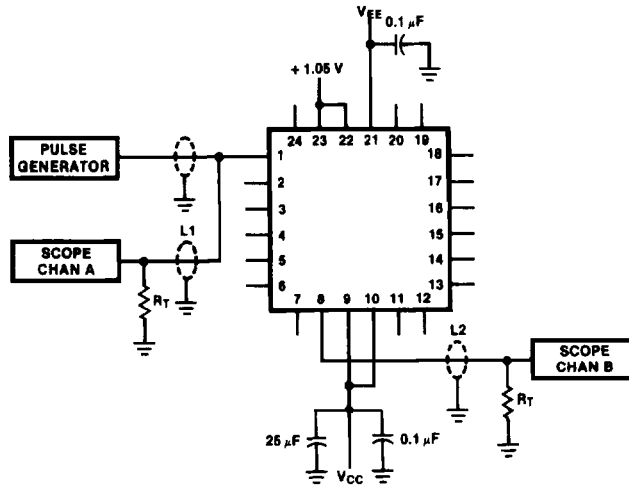 VEE
0.1 μF
+ 1.05 V
24 23 22 21 20 19
PULSE
GENERATOR
1
18
2
17
3
16
L1
4
15
SCOPE
CHAN A
5
14
6
13
RT
7 8 9 10 11 12
L2
SCOPE
CHAN B
RT
25 μF
0.1 μF
VCC